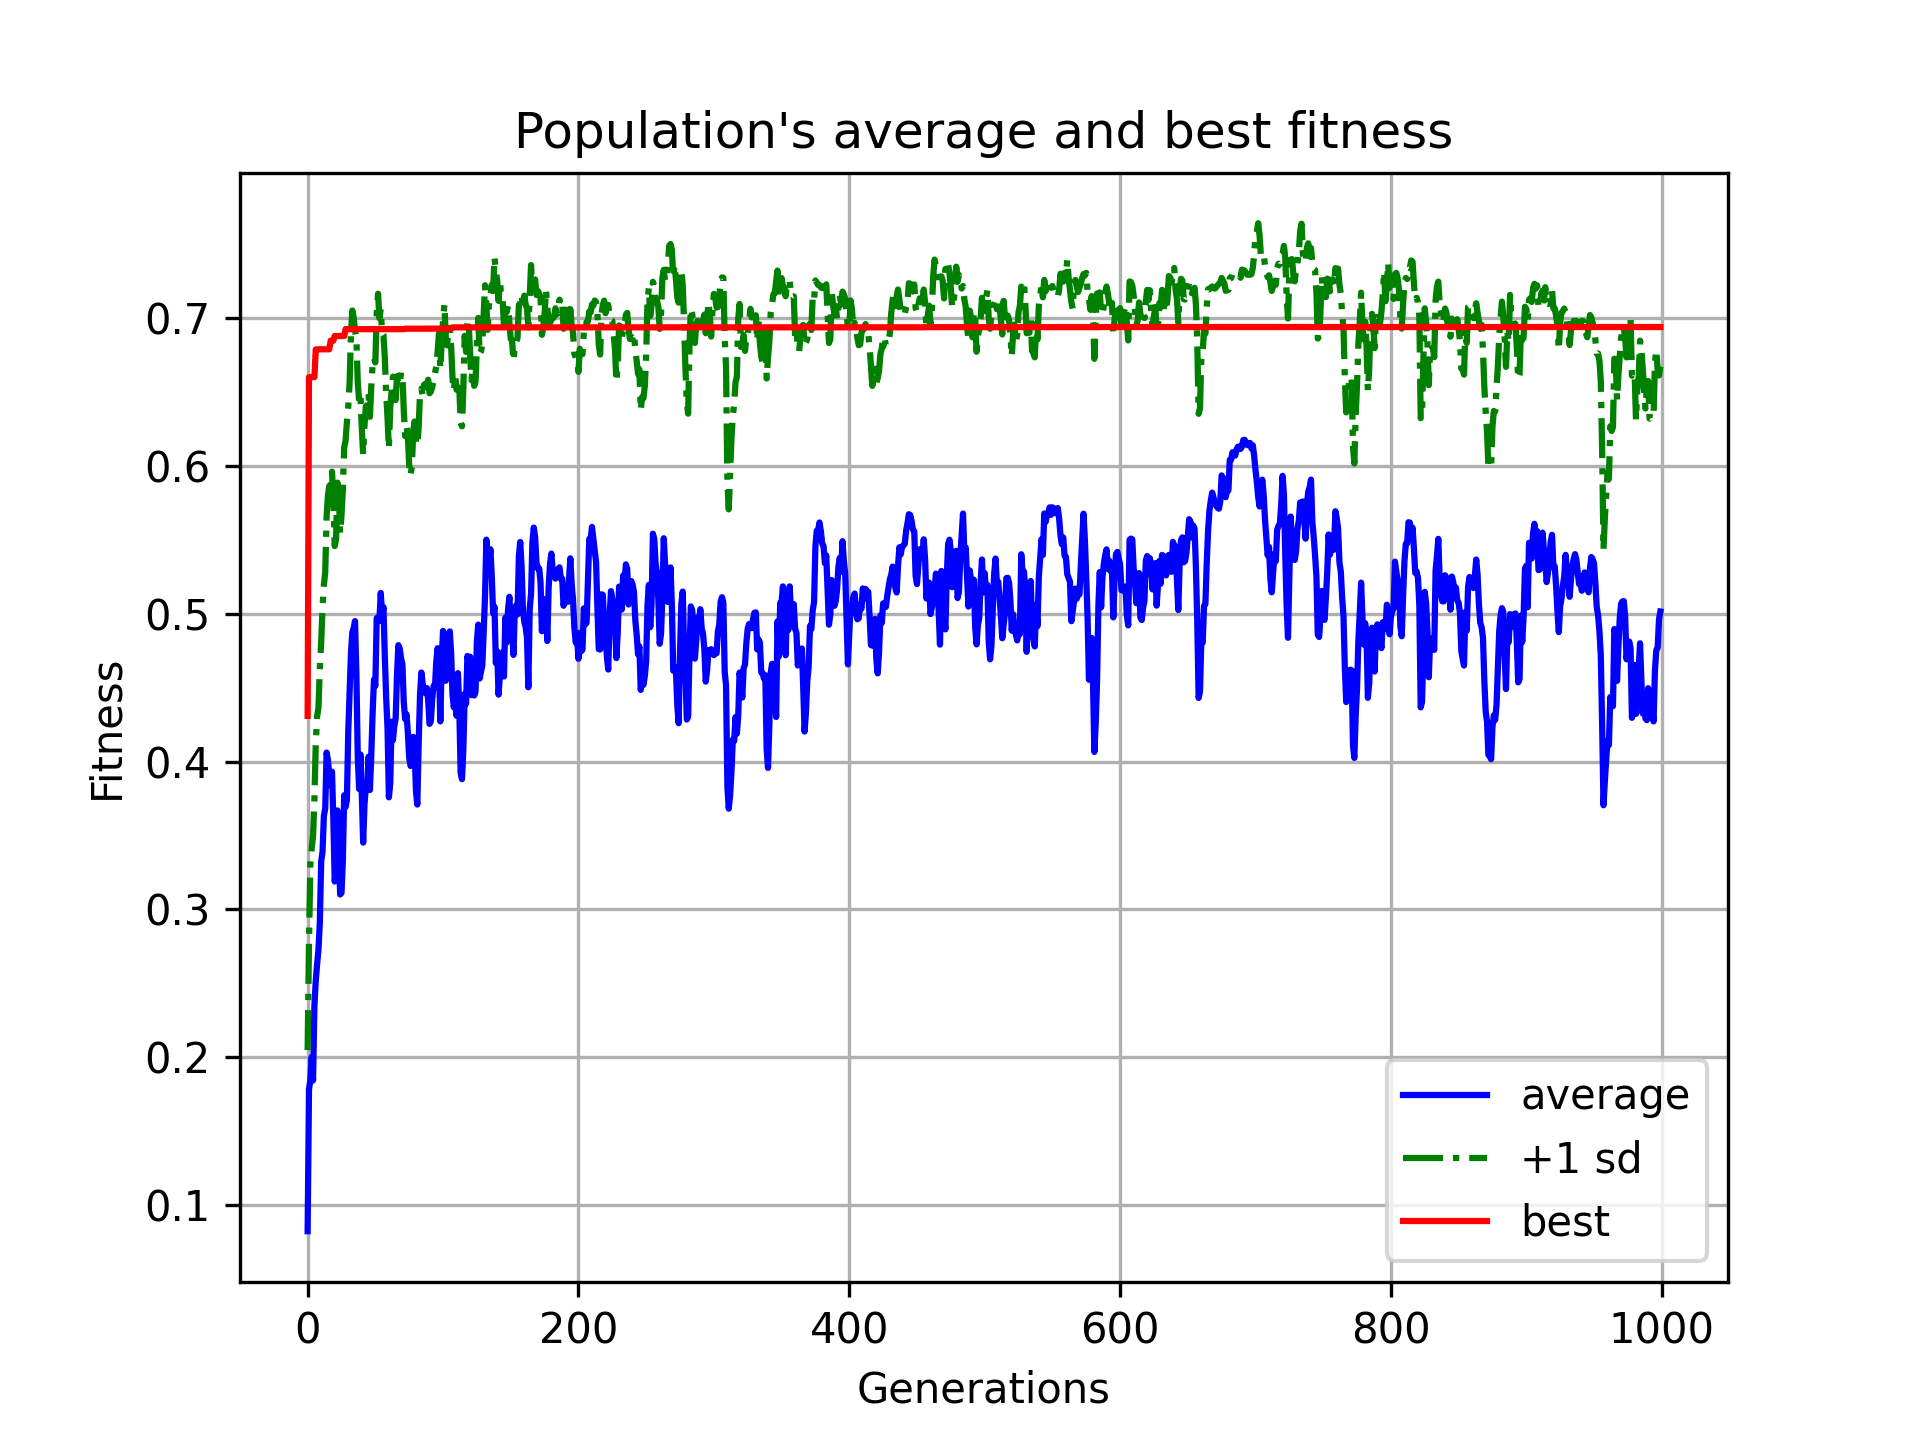 Population's average and best fitness
Fitness
0.7
0.6
0.5
0.4
0.3
0.2
0.1
average
+1 sd
best
0 200 400 600 800 1000
Generations